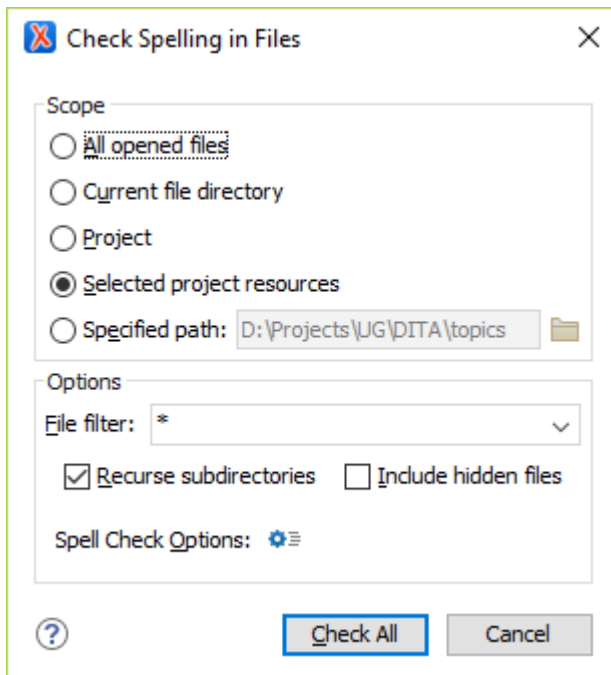 Check Spelling in Files
Scope
All opened files
Current file directory
Project
Selected project resources
Specified path: D:\Projects\UG\DITA\topics
Options
File filter: *
Recurse subdirectories Include hidden files
Spell Check Options:
? Check All Cancel